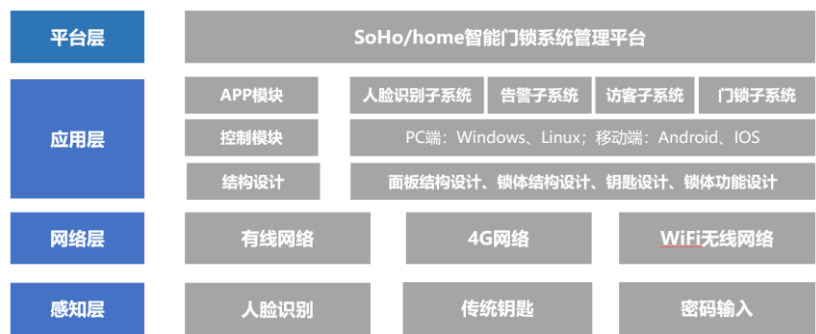 平台层
SoHo/home智能门锁系统管理平台
应用层
APP模块
人脸识别子系统
告警子系统
访客子系统
门锁子系统
控制模块
PC端：Windows、Linux；移动端：Android、IOS
结构设计
面板结构设计、锁体结构设计、钥匙设计、锁体功能设计
网络层
有线网络
4G网络
WiFi无线网络
感知层
人脸识别
传统钥匙
密码输入